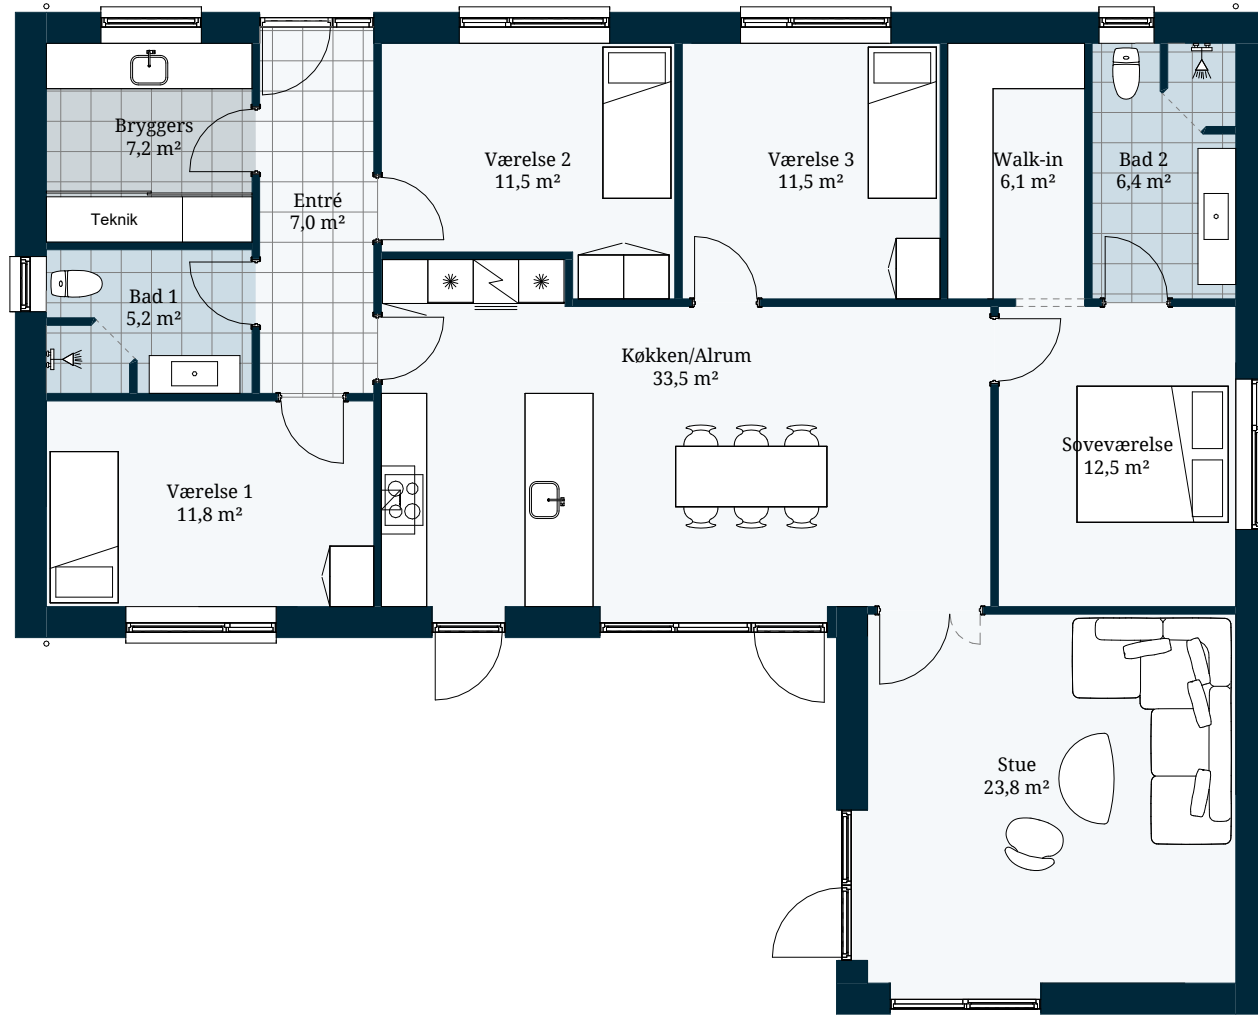 Bryggers
7,2 m²
Teknik
Entré
7,0 m²
Værelse 2
11,5 m²
Værelse 3
11,5 m²
Walk-in
6,1 m²
Bad 2
6,4 m²
Bad 1
5,2 m²
Køkken/Alrum
33,5 m²
Soveværelse
12,5 m²
Værelse 1
11,8 m²
Stue
23,8 m²